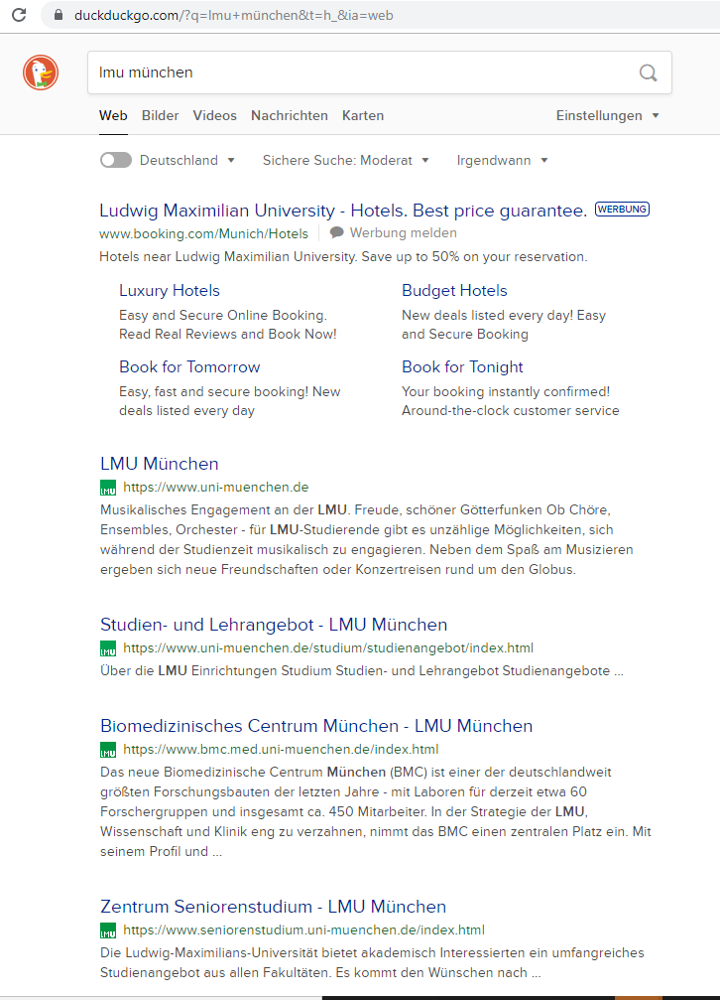 duckduckgo.com/?q=lmu+münchen&t=h_&ia=web
lmu münchen
Web Bilder Videos Nachrichten Karten Einstellungen
Deutschland Sichere Suche: Moderat Irgendwann
Ludwig Maximilian University - Hotels. Best price guarantee. WERBUNG
www.booking.com/Munich/Hotels Werbung melden
Hotels near Ludwig Maximilian University. Save up to 50% on your reservation.
Luxury Hotels
Easy and Secure Online Booking.
Read Real Reviews and Book Now!
Budget Hotels
New deals listed every day! Easy
and Secure Booking
Book for Tomorrow
Easy, fast and secure booking! New
deals listed every day
Book for Tonight
Your booking instantly confirmed!
Around-the-clock customer service
LMU München
LMU https://www.uni-muenchen.de
Musikalisches Engagement an der LMU. Freude, schöner Götterfunken Ob Chöre,
Ensembles, Orchester - für LMU-Studierende gibt es unzählige Möglichkeiten, sich
während der Studienzeit musikalisch zu engagieren. Neben dem Spaß am Musizieren
ergeben sich neue Freundschaften oder Konzertreisen rund um den Globus.
Studien- und Lehrangebot - LMU München
LMU https://www.uni-muenchen.de/studium/studienangebot/index.html
Über die LMU Einrichtungen Studium Studien- und Lehrangebot Studienangebote ...
Biomedizinisches Centrum München - LMU München
LMU https://www.bmc.med.uni-muenchen.de/index.html
Das neue Biomedizinische Centrum München (BMC) ist einer der deutschlandweit
größten Forschungsbauten der letzten Jahre - mit Laboren für derzeit etwa 60
Forschergruppen und insgesamt ca. 450 Mitarbeiter. In der Strategie der LMU,
Wissenschaft und Klinik eng zu verzahnen, nimmt das BMC einen zentralen Platz ein. Mit
seinem Profil und ...
Zentrum Seniorenstudium - LMU München
LMU https://www.seniorenstudium.uni-muenchen.de/index.html
Die Ludwig-Maximilians-Universität bietet akademisch Interessierten ein umfangreiches
Studienangebot aus allen Fakultäten. Es kommt den Wünschen nach ...